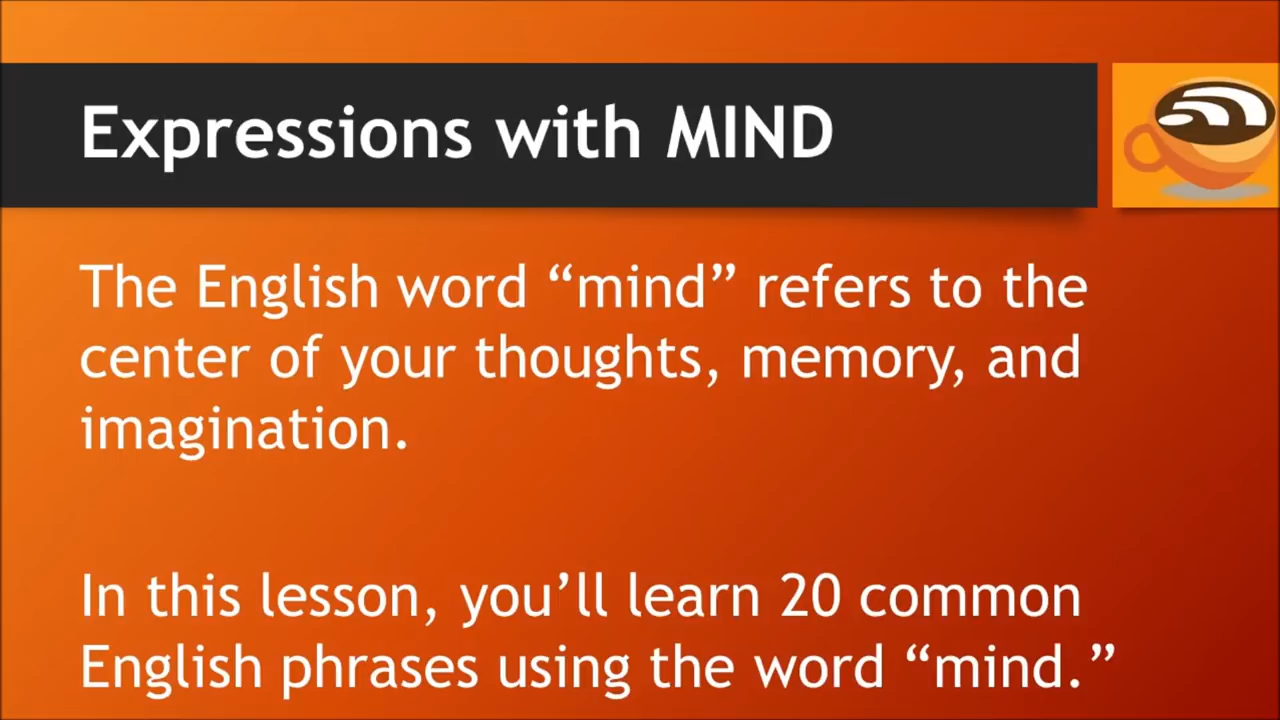 Expressions with MIND
The English word “mind” refers to the
center of your thoughts, memory, and
imagination.
In this lesson, you’ll learn 20 common
English phrases using the word “mind.”